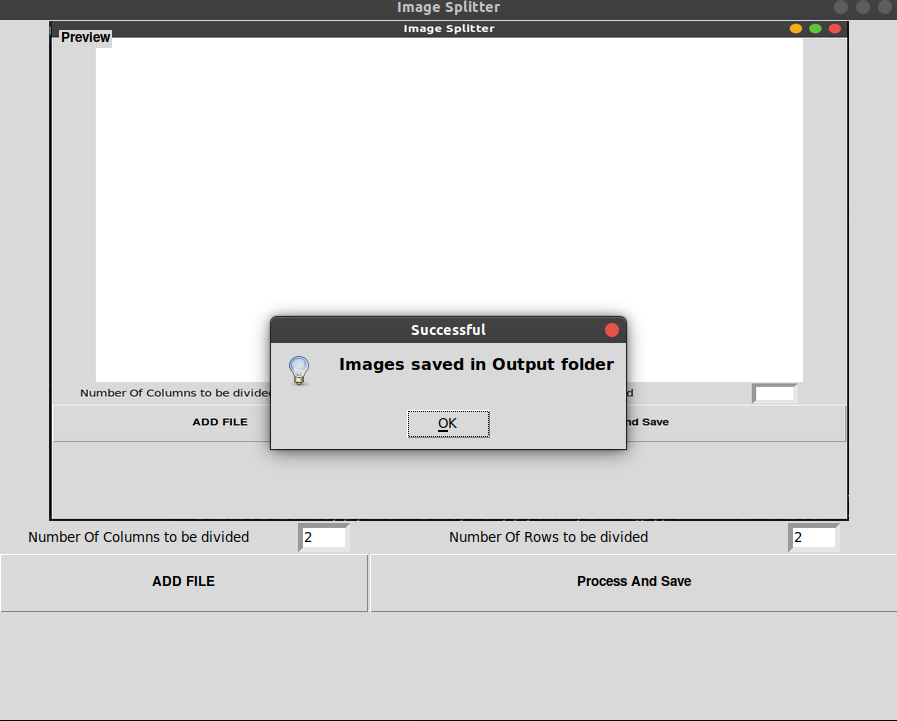 Image Splitter
Image Splitter
Preview
Successful
Images saved in Output folder
OK
Number Of Columns to be divided
ADD FILE
nd Save
Number Of Columns to be divided
2
Number Of Rows to be divided
2
ADD FILE
Process And Save